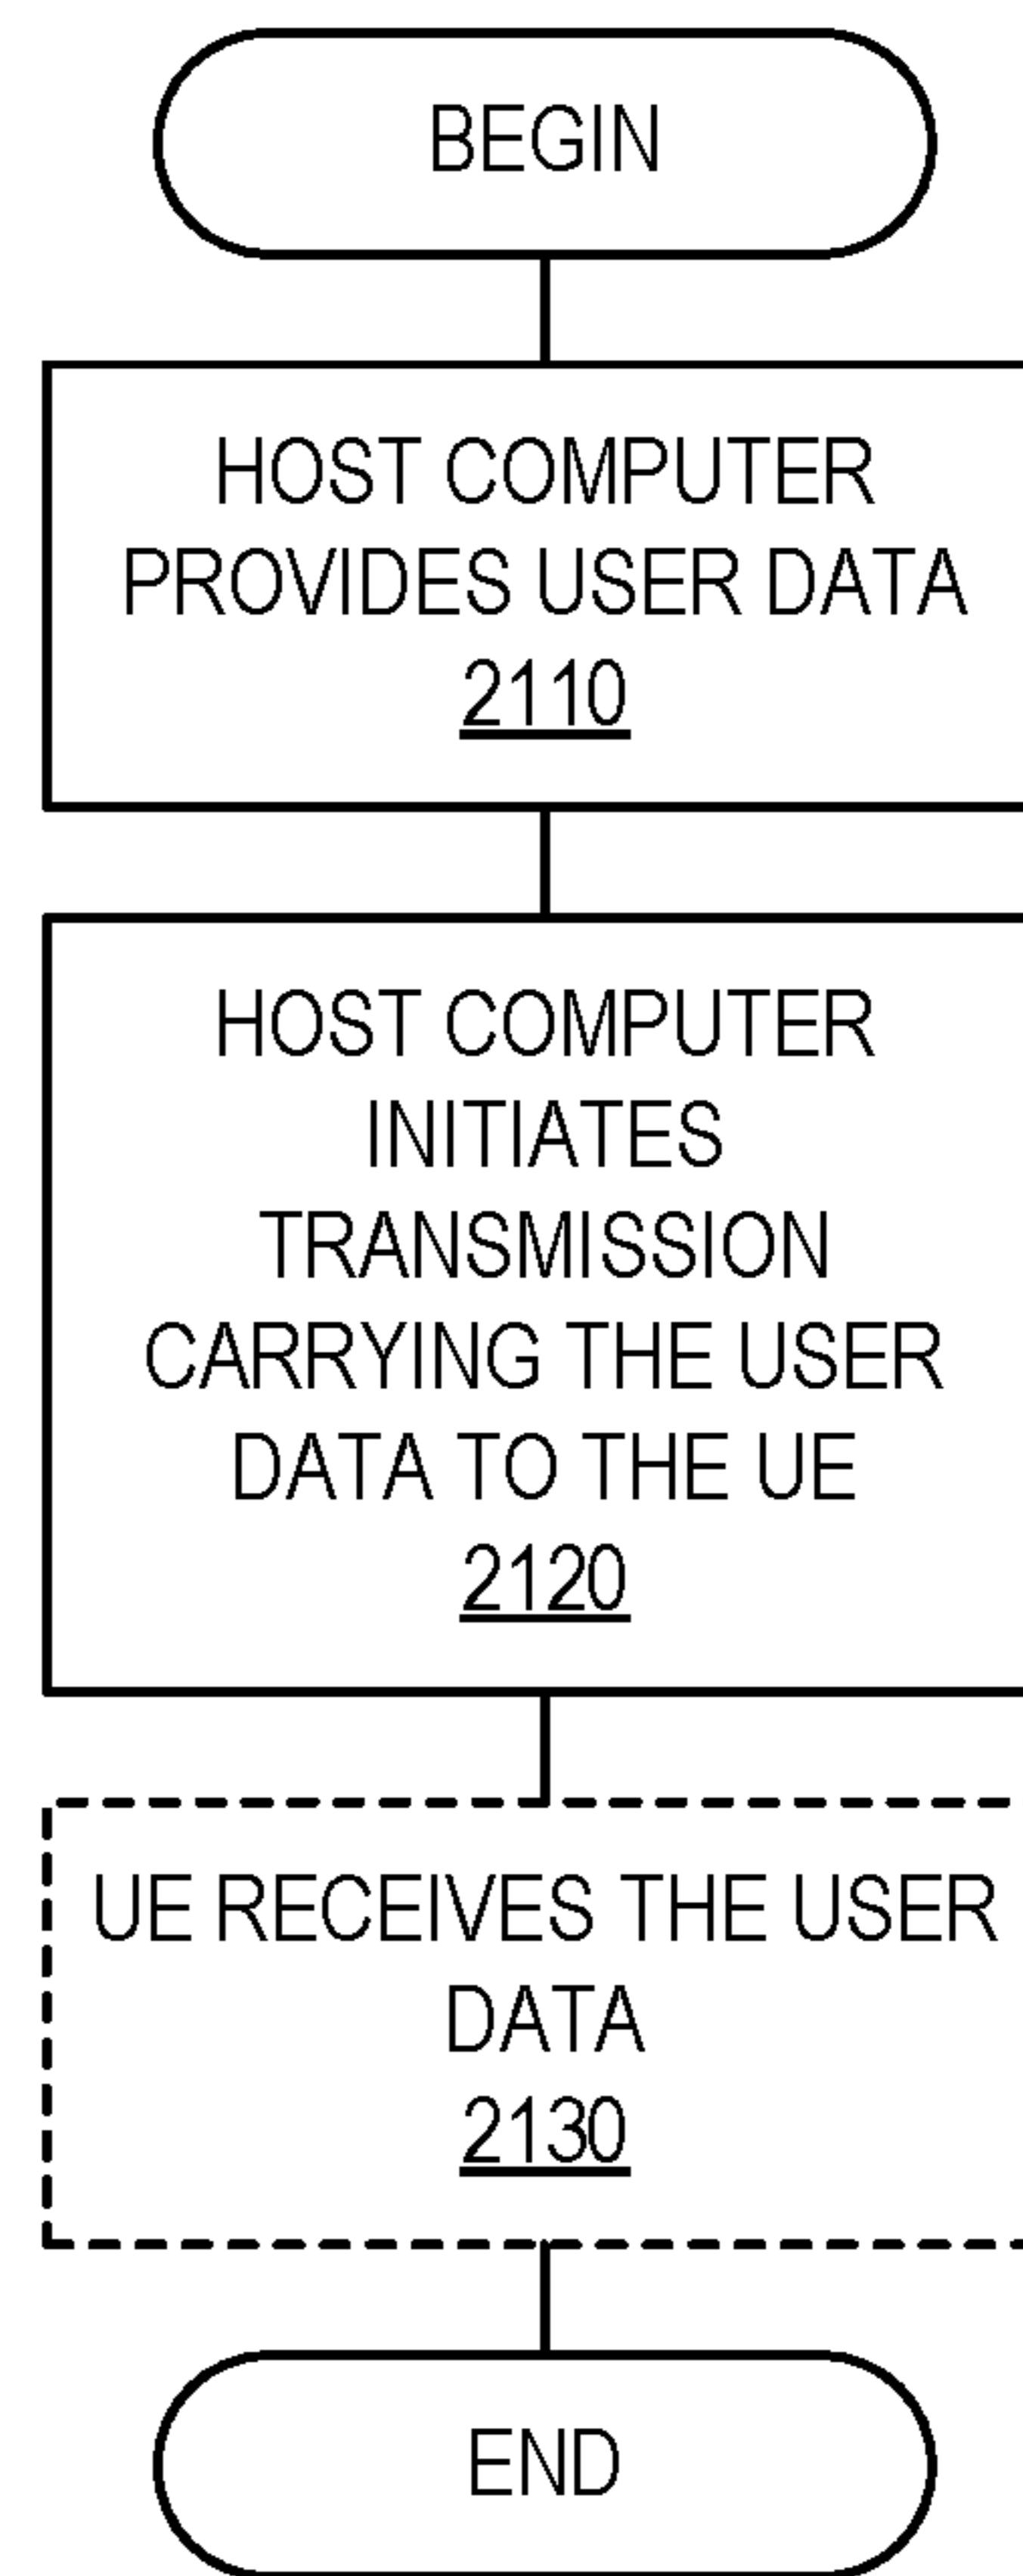 BEGIN
HOST COMPUTER
PROVIDES USER DATA
2110
HOST COMPUTER
INITIATES
TRANSMISSION
CARRYING THE USER
DATA TO THE UE
2120
UE RECEIVES THE USER
DATA
2130
END